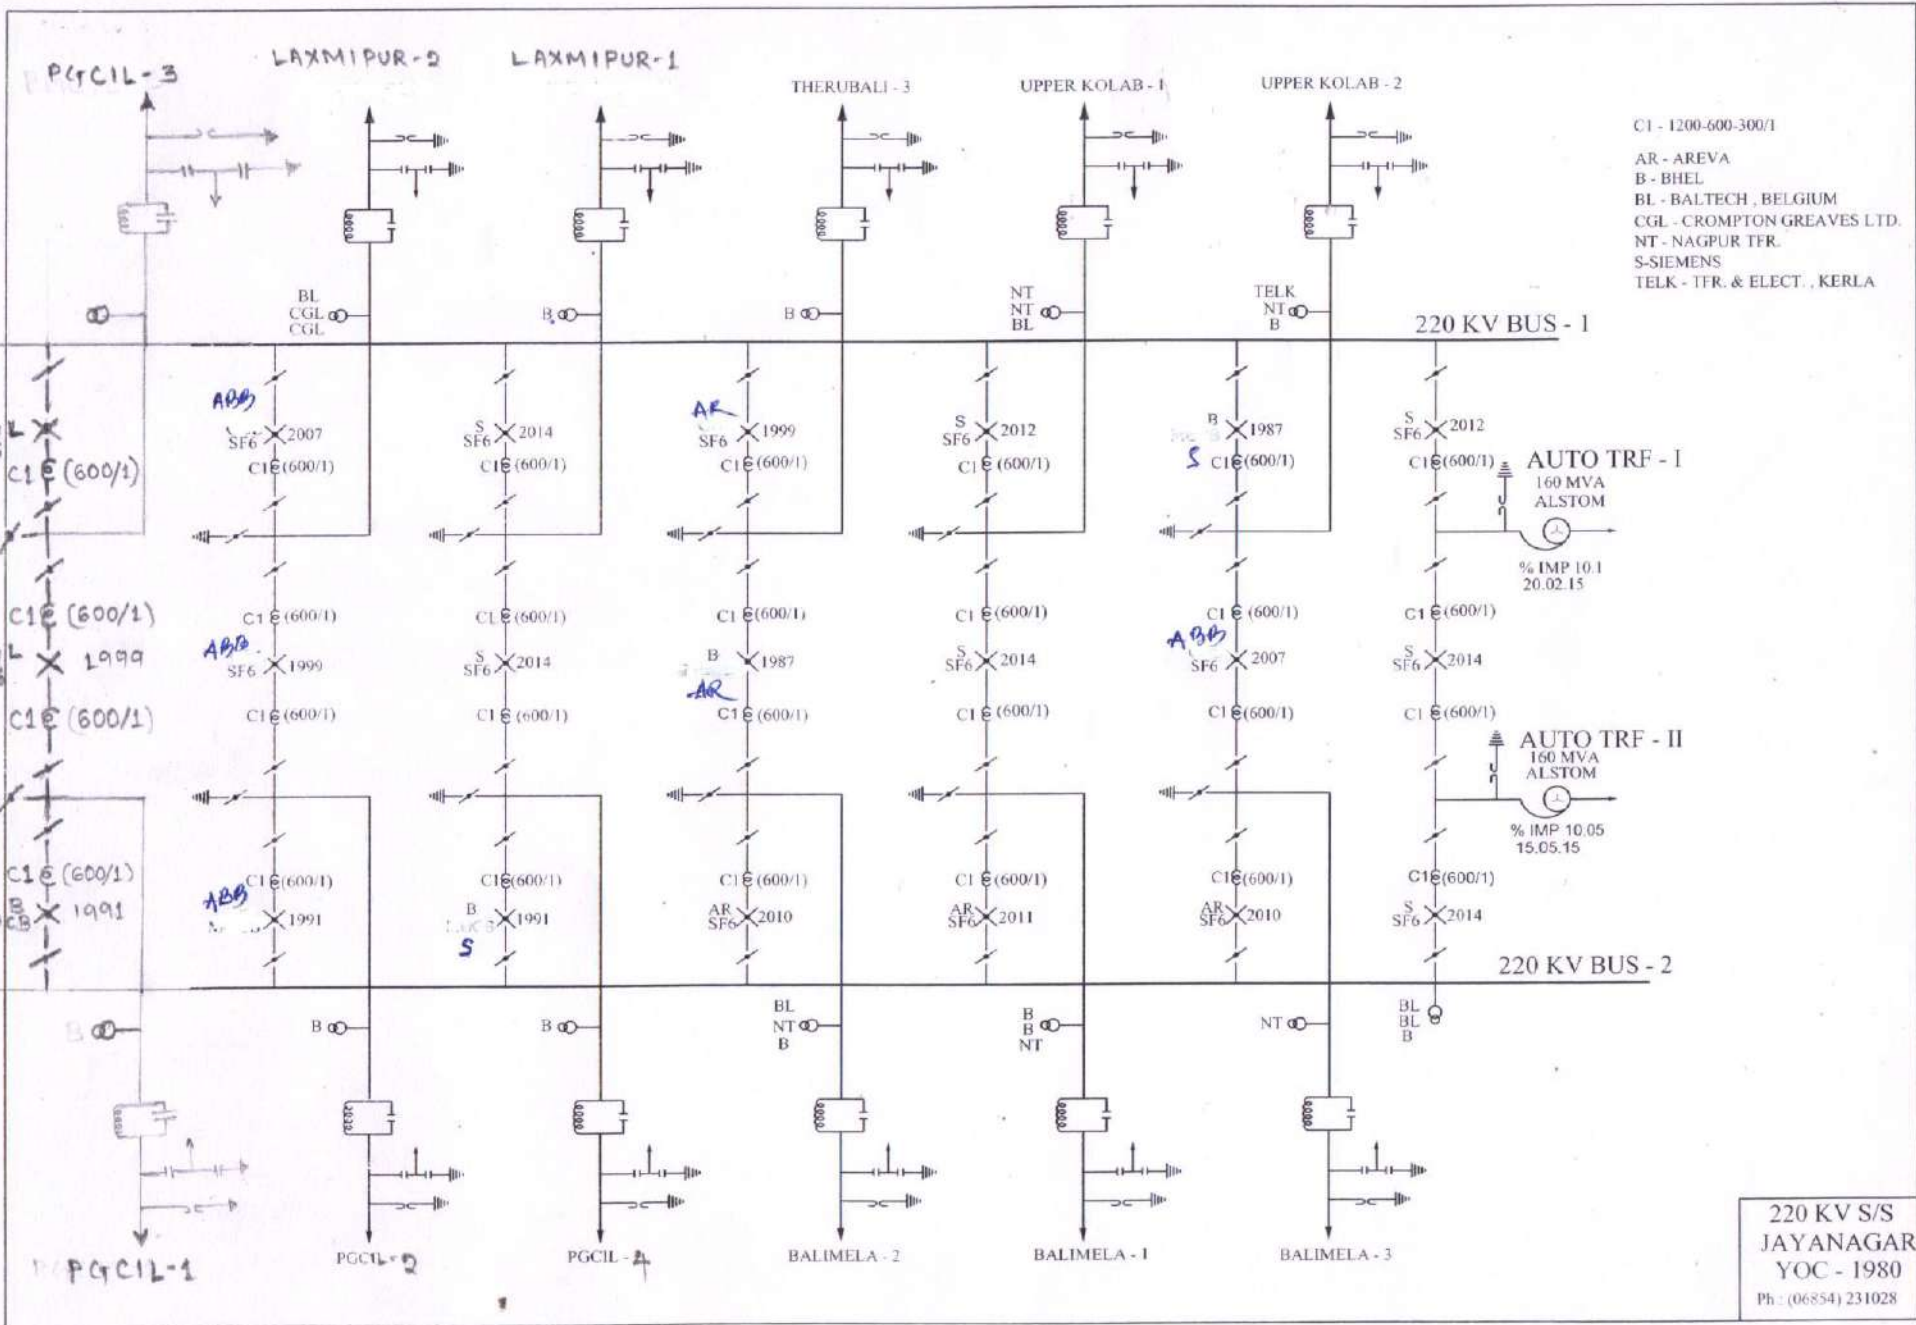 PGCIL-3
LAXMIPUR-2
LAXMIPUR-1
THERUBALI - 3
UPPER KOLAB - 1
UPPER KOLAB - 2
C1 - 1200-600-300/1
AR - AREVA
B - BHEL
BL - BALTECH , BELGIUM
CGL - CROMPTON GREAVES LTD.
NT - NAGPUR TFR.
S-SIEMENS
TELK - TFR. & ELECT. , KERLA
BL
CGL
CGL
B
B
NT
NT
BL
TELK
NT
B
220 KV BUS - 1
L
C1 (600/1)
ABB
SF6 2007
C1 (600/1)
S
SF6 2014
C1 (600/1)
AR
SF6 1999
C1 (600/1)
S
SF6 2012
C1 (600/1)
B
1987
S C1 (600/1)
S
SF6 2012
C1 (600/1)
AUTO TRF - I
160 MVA
ALSTOM
% IMP 10.1
20.02.15
C1 (600/1)
L 1999
C1 (600/1)
C1 (600/1)
ABB
SF6 1999
C1 (600/1)
C1 (600/1)
S
SF6 2014
C1 (600/1)
C1 (600/1)
B
1987
AR
C1 (600/1)
C1 (600/1)
S
SF6 2014
C1 (600/1)
C1 (600/1)
ABB
SF6 2007
C1 (600/1)
C1 (600/1)
S
SF6 2014
C1 (600/1)
AUTO TRF - II
160 MVA
ALSTOM
% IMP 10.05
15.05.15
C1 (600/1)
B
CB 1991
C1 (600/1)
ABB
1991
C1 (600/1)
B
1991
S
C1 (600/1)
AR
SF6 2010
C1 (600/1)
AR
SF6 2011
C1 (600/1)
AR
SF6 2010
C1 (600/1)
S
SF6 2014
220 KV BUS - 2
B
B
B
BL
NT
B
B
B
NT
NT
BL
BL
B
PGCIL-1
PGCIL-2
PGCIL - 4
BALIMELA - 2
BALIMELA - 1
BALIMELA - 3
220 KV S/S
JAYANAGAR
YOC - 1980
Ph : (06854) 231028